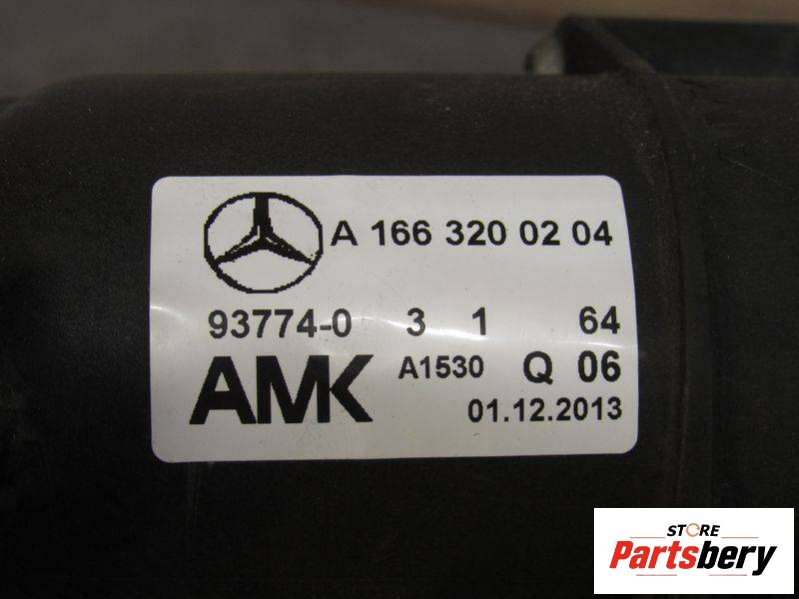 A 166 320 02 04
93774-0 3 1 64
AMK A1530 Q 06
01.12.2013
STORE
Partsbery